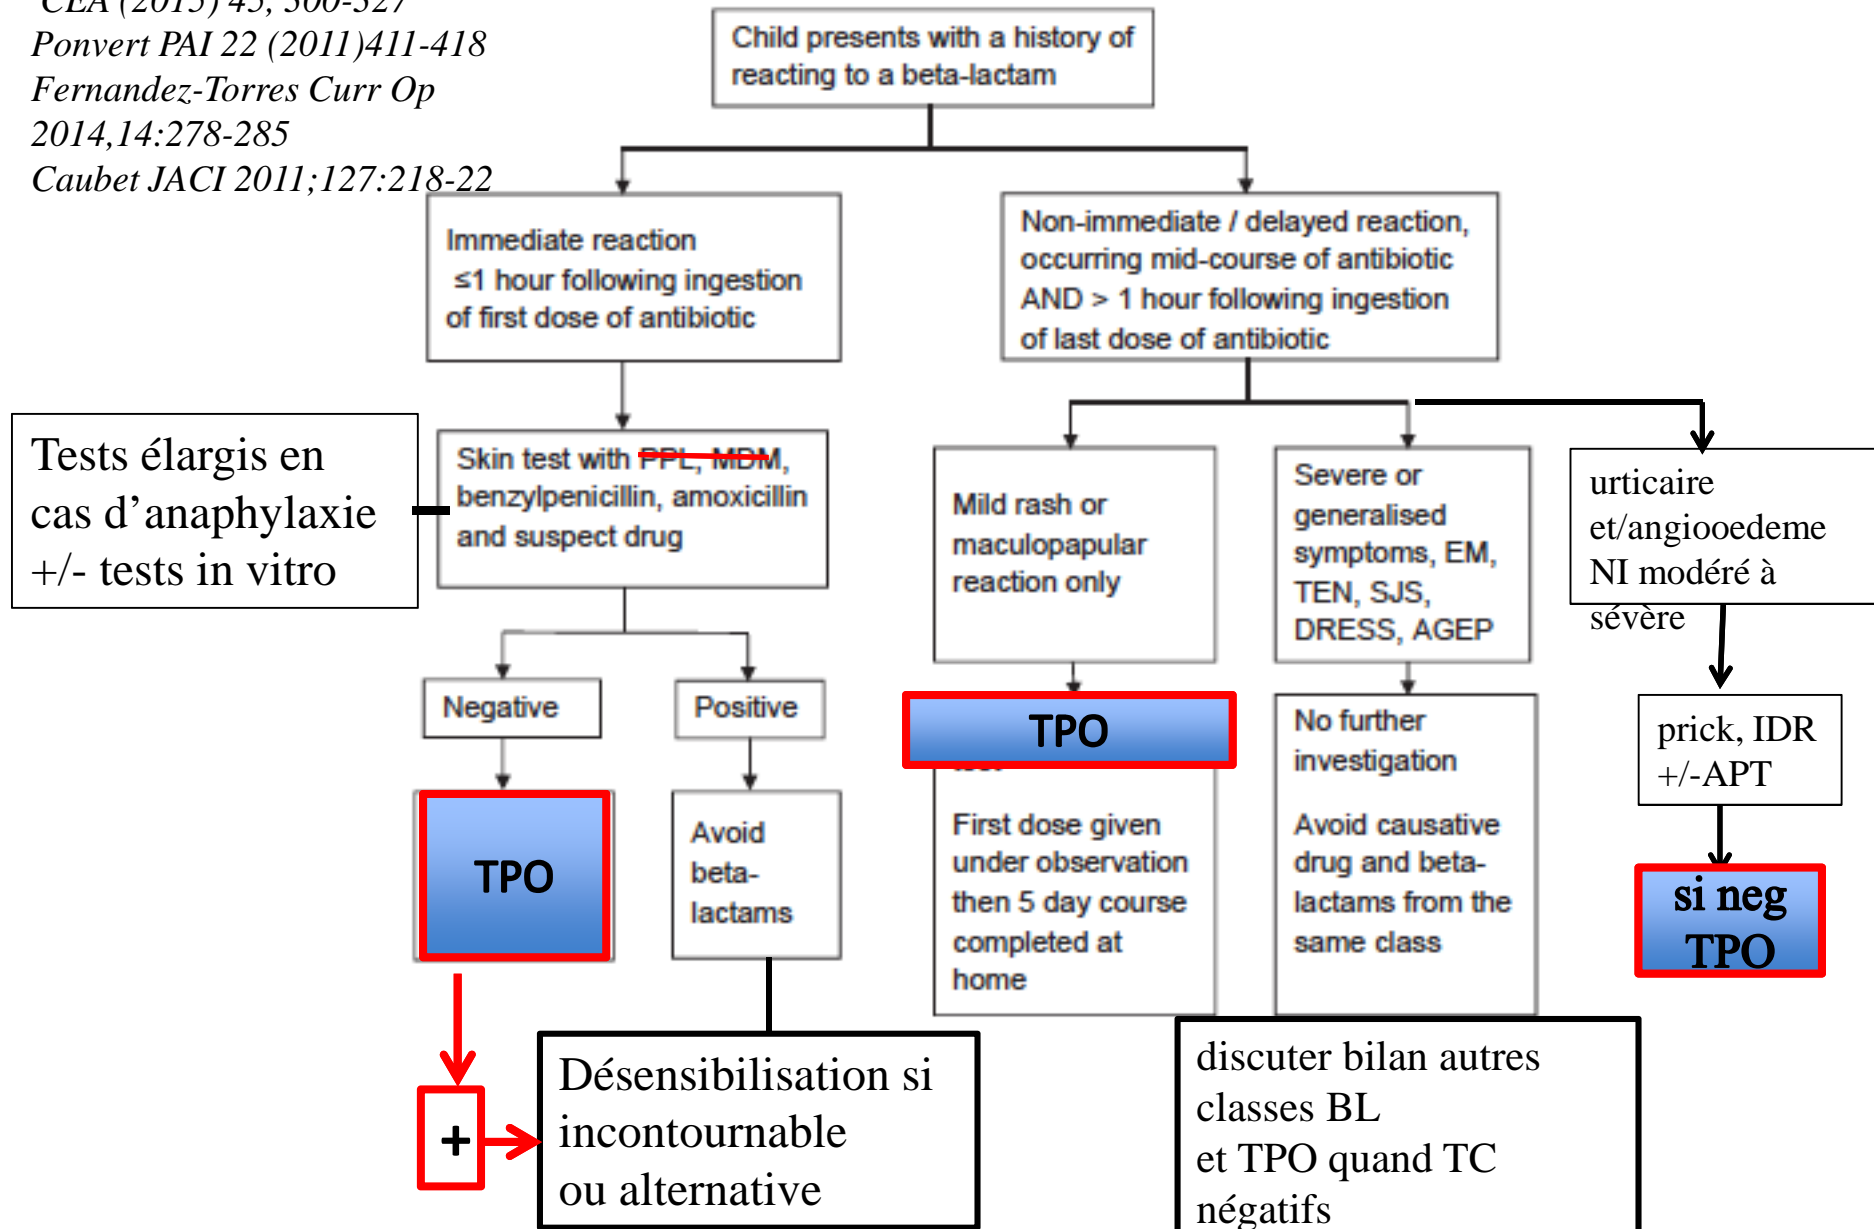 CEA (2015) 45, 300-327
Ponvert PAI 22 (2011)411-418
Fernandez-Torres Curr Op
2014,14:278-285
Caubet JACI 2011;127:218-22
Child presents with a history of
reacting to a beta-lactam
Immediate reaction
≤1 hour following ingestion
of first dose of antibiotic
Non-immediate / delayed reaction,
occurring mid-course of antibiotic
AND > 1 hour following ingestion
of last dose of antibiotic
Tests élargis en
cas d’anaphylaxie
+/- tests in vitro
Skin test with PPL, MDM,
benzylpenicillin, amoxicillin
and suspect drug
Mild rash or
maculopapular
reaction only
Severe or
generalised
symptoms, EM,
TEN, SJS,
DRESS, AGEP
urticaire
et/angiooedeme
NI modéré à
sévère
Negative
Positive
TPO
Avoid
beta-
lactams
TPO
First dose given
under observation
then 5 day course
completed at
home
No further
investigation
Avoid causative
drug and beta-
lactams from the
same class
prick, IDR
+/-APT
si neg
TPO
+
Désensibilisation si
incontournable
ou alternative
discuter bilan autres
classes BL
et TPO quand TC
négatifs